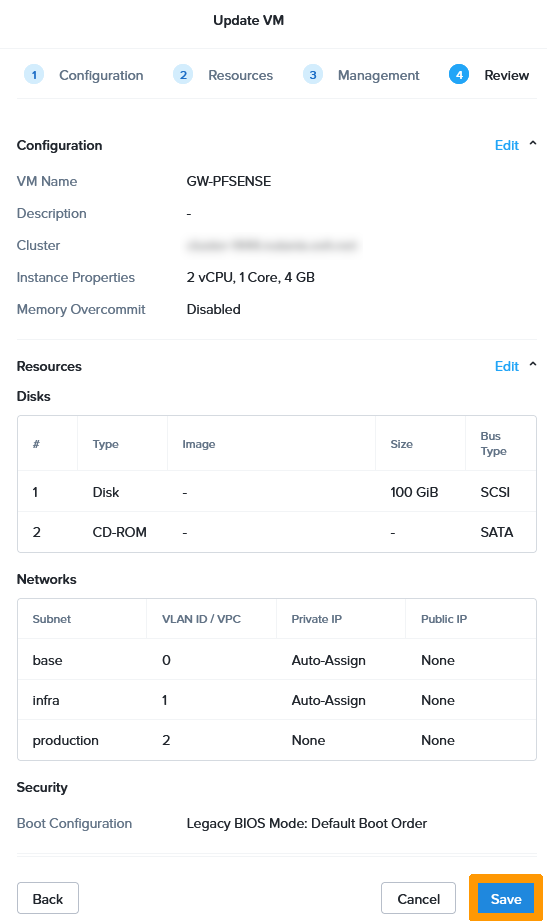 Update VM
1 Configuration 2 Resources 3 Management 4 Review
Configuration Edit
VM Name GW-PFSENSE
Description -
Cluster
Instance Properties 2 vCPU, 1 Core, 4 GB
Memory Overcommit Disabled
Resources Edit
Disks
# Type Image Size Bus Type
1 Disk - 100 GiB SCSI
2 CD-ROM - - SATA
Networks
Subnet VLAN ID / VPC Private IP Public IP
base 0 Auto-Assign None
infra 1 Auto-Assign None
production 2 None None
Security
Boot Configuration Legacy BIOS Mode: Default Boot Order
Back Cancel Save